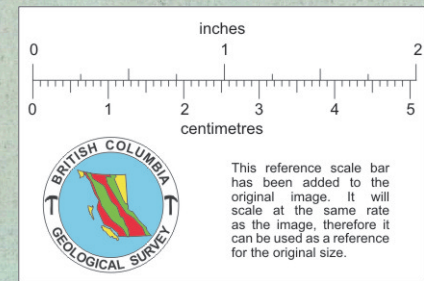 inches
0 1 2
0 1 2 3 4 5
centimetres
BRITISH COLUMBIA
GEOLOGICAL SURVEY
This reference scale bar
has been added to the
original image. It will
scale at the same rate
as the image, therefore it
can be used as a reference
for the original size.